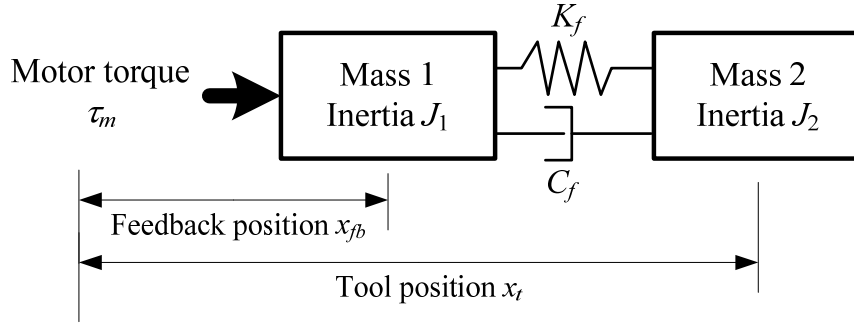 Motor torque
τm
Mass 1
Inertia J1
Kf
Cf
Mass 2
Inertia J2
Feedback position xfb
Tool position xt